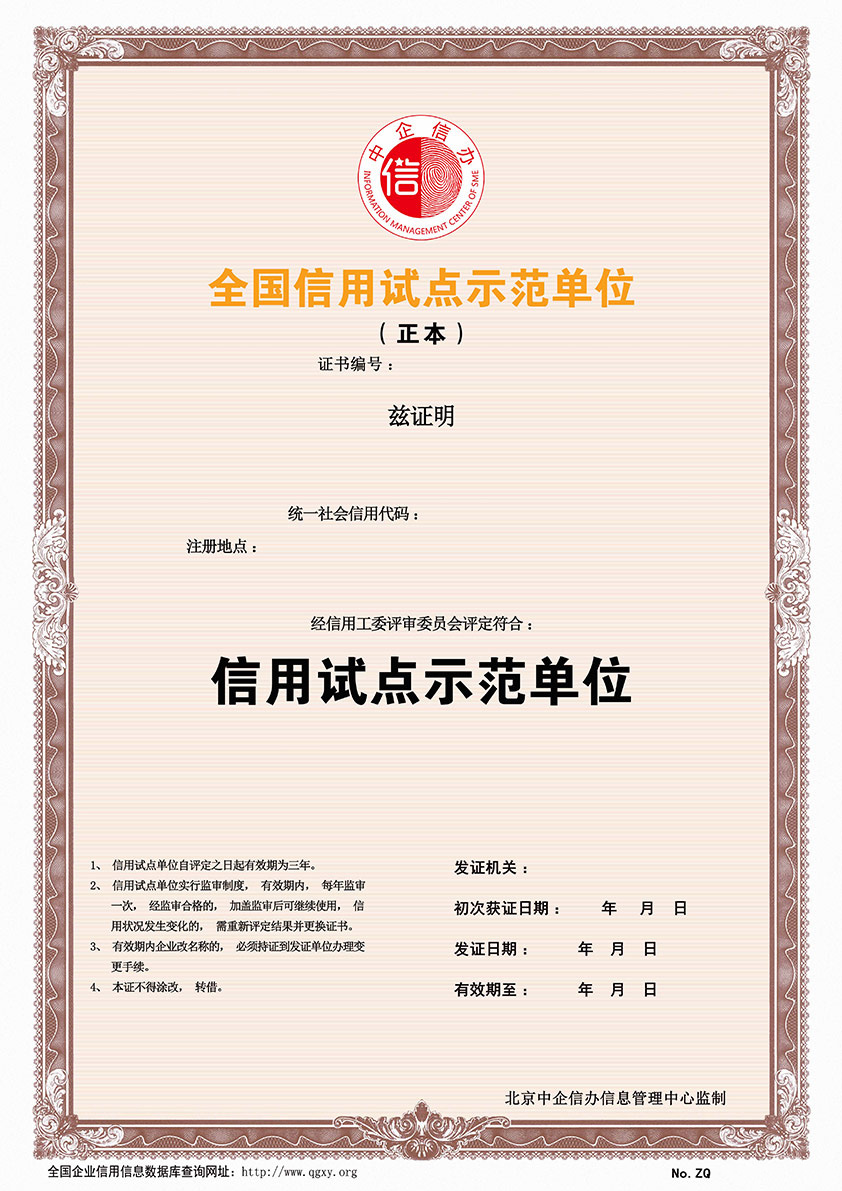 中企信办
信
INFORMATION MANAGEMENT CENTER OF SME
全国信用试点示范单位
(正本)
证书编号：
兹证明
统一社会信用代码：
注册地点：
经信用工委评审委员会评定符合：
信用试点示范单位
1、 信用试点单位自评定之日起有效期为三年。
2、 信用试点单位实行监审制度， 有效期内， 每年监审
一次， 经监审合格的， 加盖监审后可继续使用， 信
用状况发生变化的， 需重新评定结果并更换证书。
3、 有效期内企业改名称的， 必须持证到发证单位办理变
更手续。
4、 本证不得涂改， 转借。
发证机关：
初次获证日期： 年 月 日
发证日期： 年 月 日
有效期至： 年 月 日
北京中企信办信息管理中心监制
全国企业信用信息数据库查询网址：http://www.qgxy.org
No. ZQ